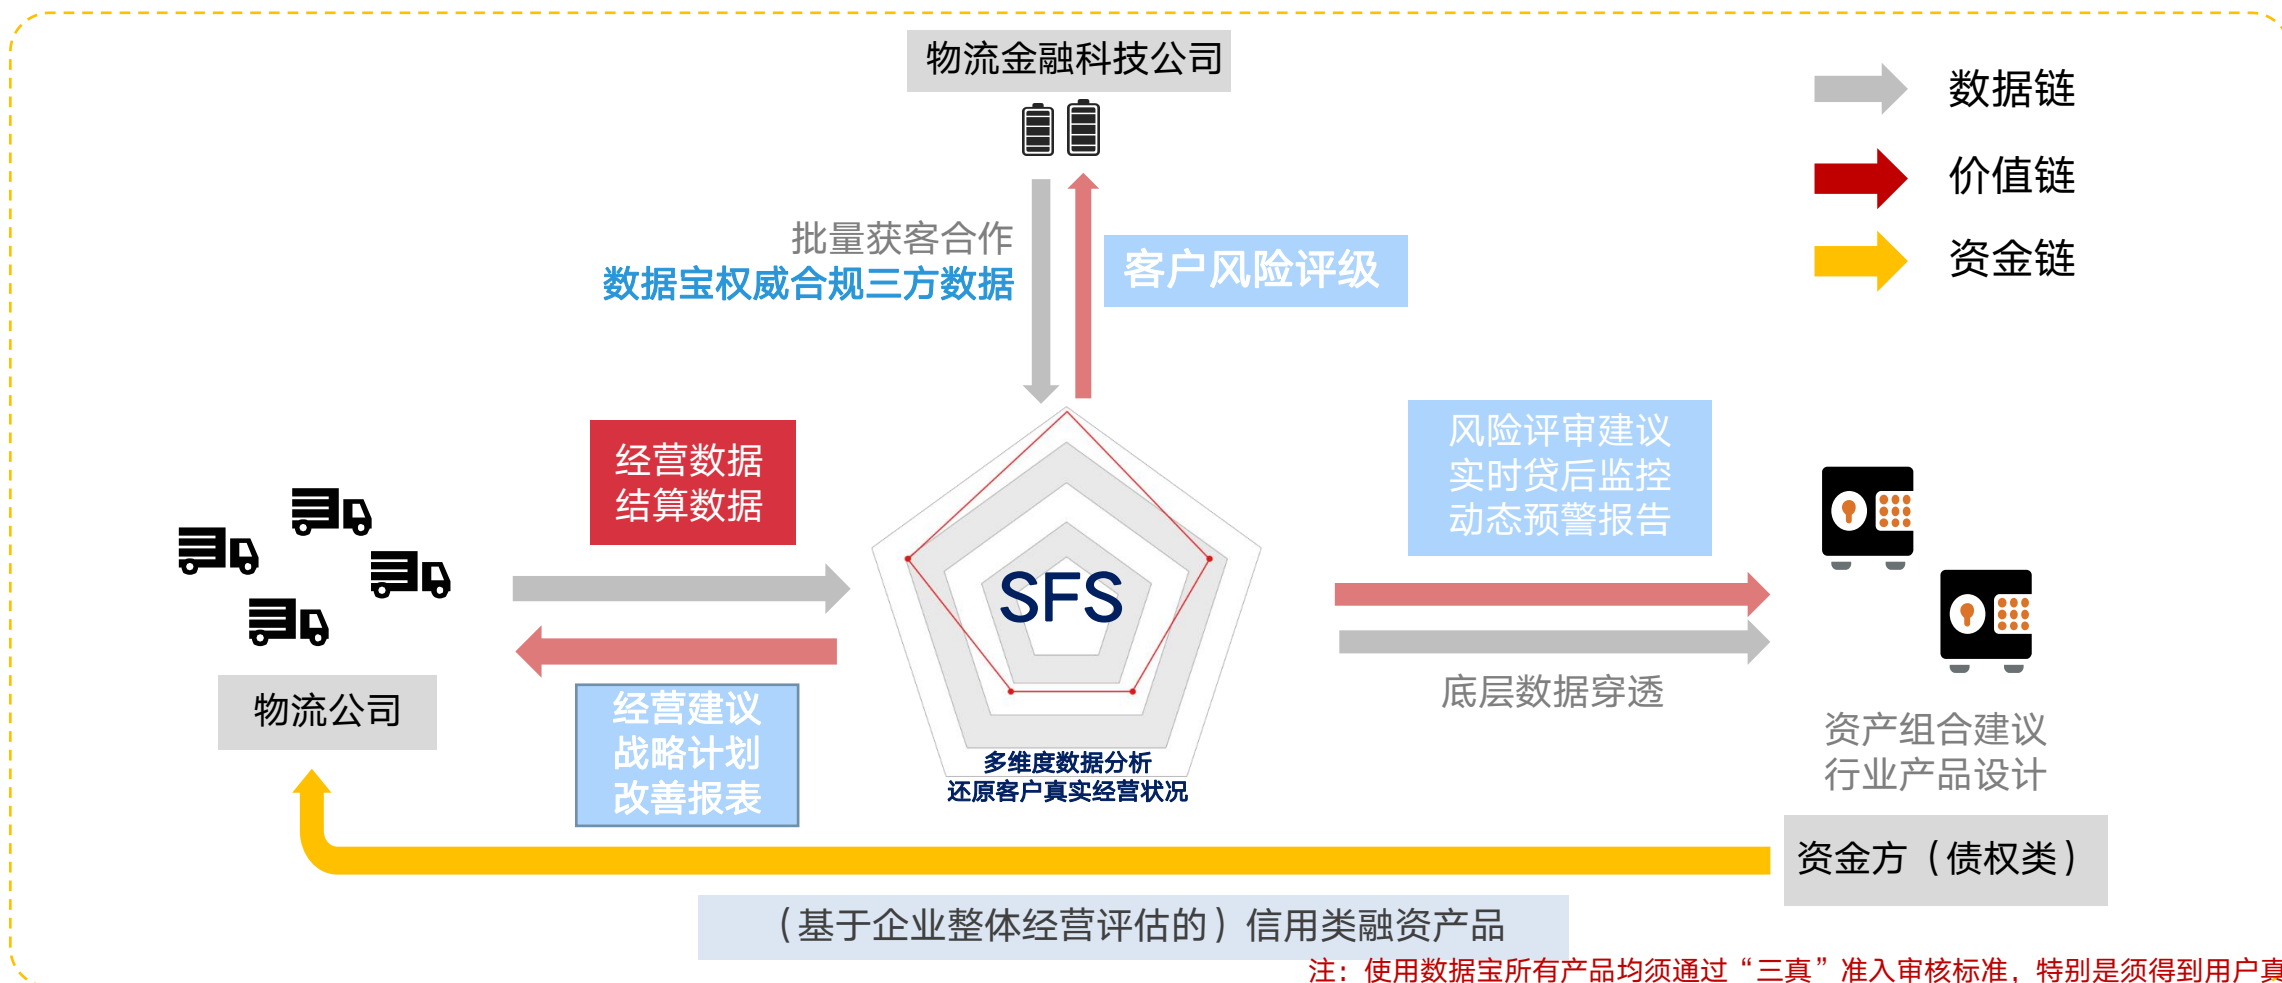 物流金融科技公司
数据链
价值链
资金链
批量获客合作
数据宝权威合规三方数据
客户风险评级
经营数据
结算数据
风险评审建议
实时贷后监控
动态预警报告
SFS
底层数据穿透
物流公司
经营建议
战略计划
改善报表
多维度数据分析
还原客户真实经营状况
资产组合建议
行业产品设计
资金方（债权类）
（基于企业整体经营评估的）信用类融资产品
注：使用数据宝所有产品均须通过“三真”准入审核标准，特别是须得到用户真